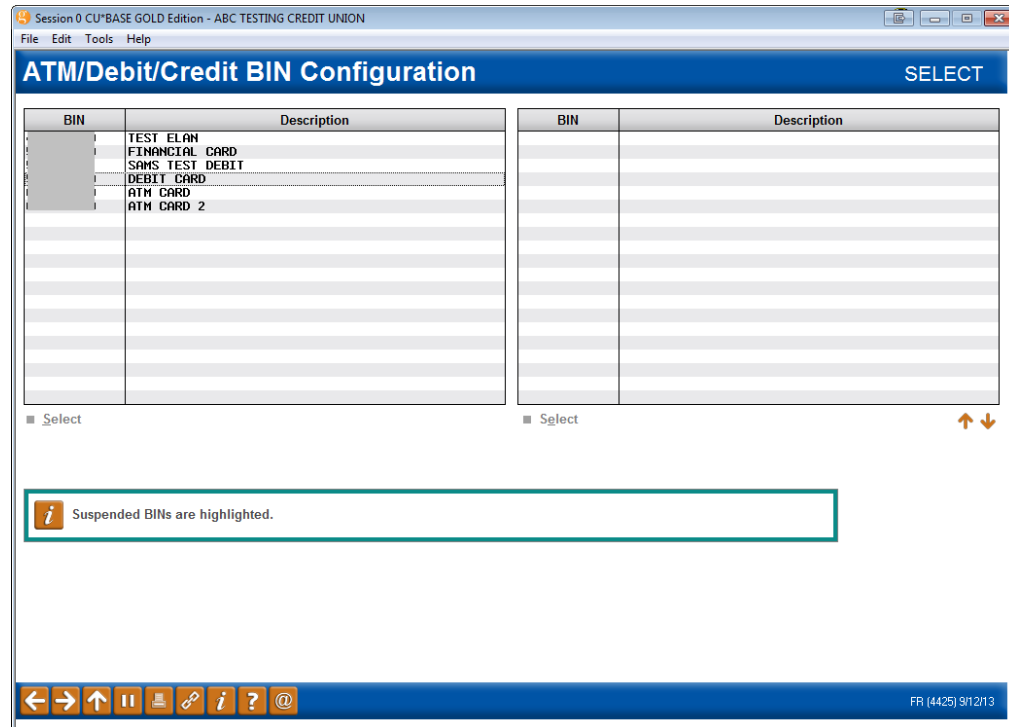 Session 0 CU*BASE GOLD Edition - ABC TESTING CREDIT UNION
File Edit Tools Help
ATM/Debit/Credit BIN Configuration SELECT
BIN Description BIN Description
TEST ELAN
FINANCIAL CARD
SAMS TEST DEBIT
DEBIT CARD
ATM CARD
ATM CARD 2
Select Select
i Suspended BINs are highlighted.
i ? @ FR (4425) 9/12/13